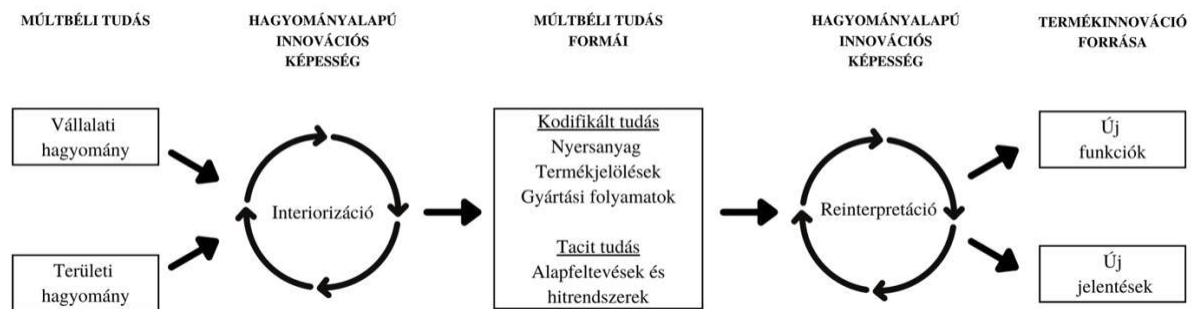 MÚLTBÉLI TUDÁS
HAGYOMÁNYALAPÚ
INNOVÁCIÓS
KÉPESSÉG
MÚLTBÉLI TUDÁS
FORMÁI
HAGYOMÁNYALAPÚ
INNOVÁCIÓS
KÉPESSÉG
TERMÉKINNOVÁCIÓ
FORRÁSA
Vállalati
hagyomány
Területi
hagyomány
Interiorizáció
Kodifikált tudás
Nyersanyag
Termékjelölések
Gyártási folyamatok
Tacit tudás
Alapfeltevések és
hitrendszerek
Reinterpretáció
Új
funkciók
Új
jelentések